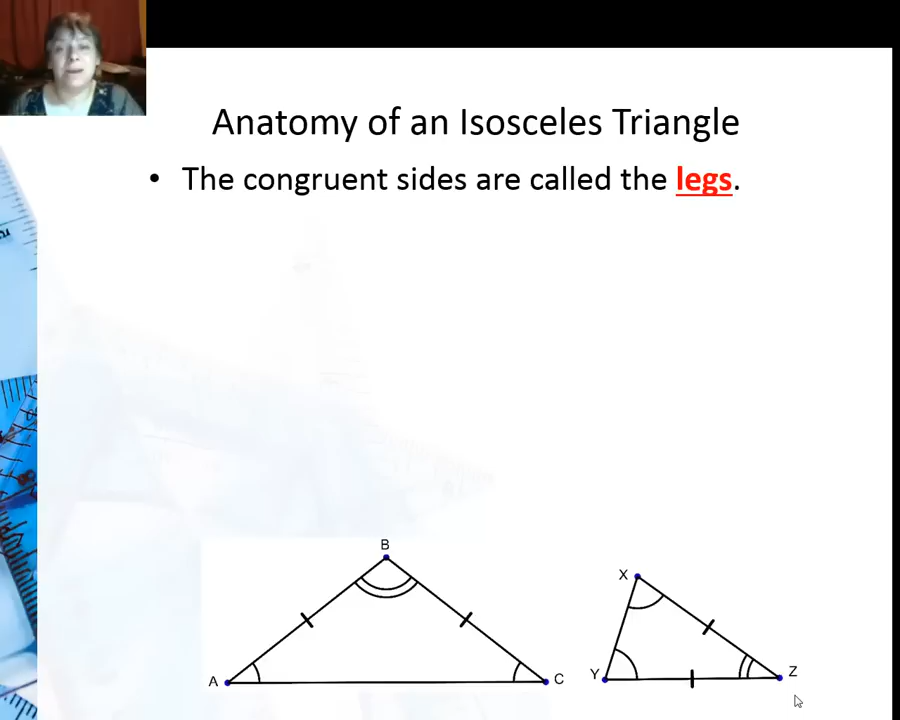 Anatomy of an Isosceles Triangle
• The congruent sides are called the legs.
B
X
A
C
Y
Z